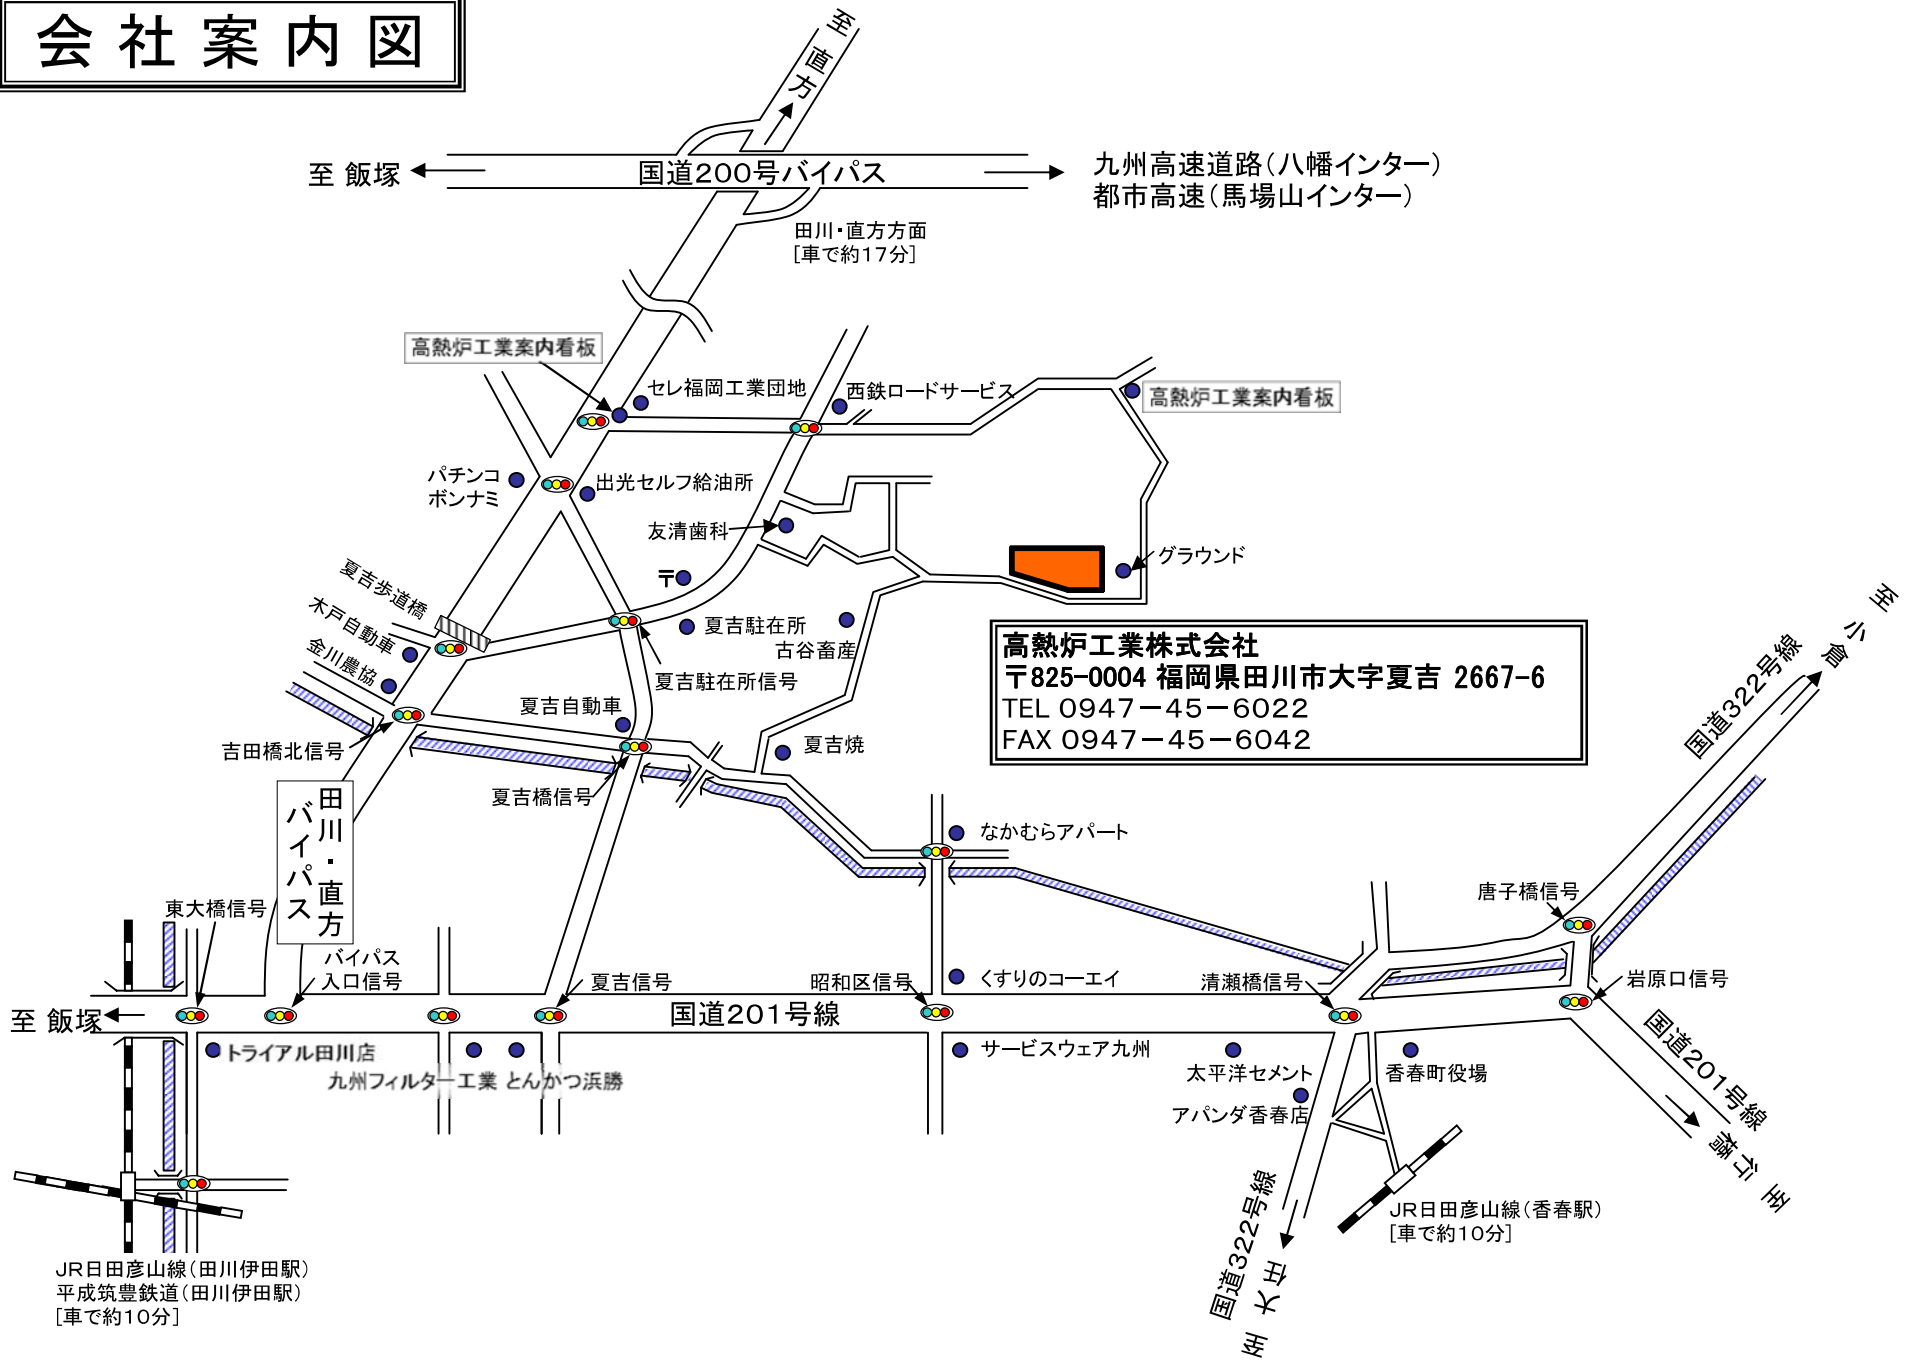 会社案内図
至 直方
至 飯塚
国道200号バイパス
九州高速道路(八幡インター)
都市高速(馬場山インター)
田川・直方方面
[車で約17分]
高熱炉工業案内看板
セレ福岡工業団地
西鉄ロードサービス
高熱炉工業案内看板
パチンコ
ボンナミ
出光セルフ給油所
友清歯科
グラウンド
〒
夏吉歩道橋
木戸自動車
金川農協
夏吉駐在所
古谷畜産
夏吉駐在所信号
高熱炉工業株式会社
〒825-0004 福岡県田川市大字夏吉 2667-6
TEL 0947-45-6022
FAX 0947-45-6042
至 小倉
国道322号線
夏吉自動車
吉田橋北信号
夏吉焼
夏吉橋信号
田川・直方
バイパス
なかむらアパート
東大橋信号
唐子橋信号
バイパス
入口信号
夏吉信号
昭和区信号
くすりのコーエイ
清瀬橋信号
岩原口信号
至 飯塚
国道201号線
国道201号線
至 行橋
トライアル田川店
九州フィルター工業
とんかつ浜勝
サービスウェア九州
太平洋セメント
香春町役場
アパンダ香春店
国道322号線
至 大任
JR日田彦山線(香春駅)
[車で約10分]
JR日田彦山線(田川伊田駅)
平成筑豊鉄道(田川伊田駅)
[車で約10分]